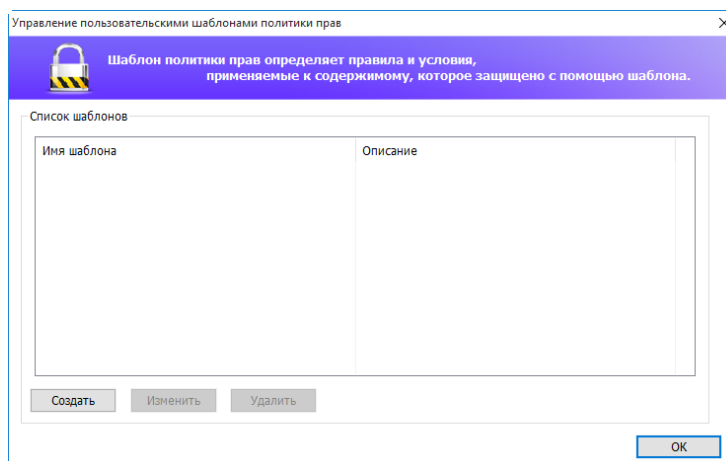 Управление пользовательскими шаблонами политики прав
Шаблон политики прав определяет правила и условия,
применяемые к содержимому, которое защищено с помощью шаблона.
Список шаблонов
Имя шаблона Описание
Создать Изменить Удалить
ОК